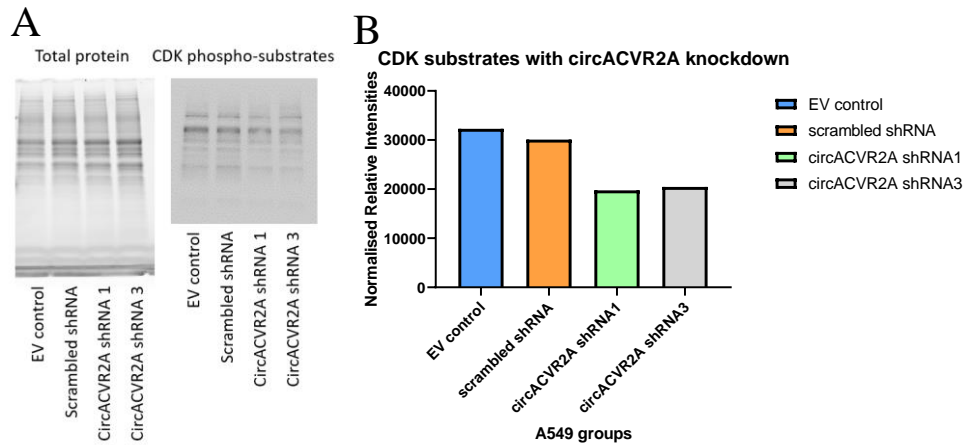 A
Total protein
CDK phospho-substrates
EV control
Scrambled shRNA
CircACVR2A shRNA 1
CircACVR2A shRNA 3
EV control
Scrambled shRNA
CircACVR2A shRNA 1
CircACVR2A shRNA 3
B
CDK substrates with circACVR2A knockdown
Normalised Relative Intensities
40000
30000
20000
10000
0
EV control
scrambled shRNA
circACVR2A shRNA1
circACVR2A shRNA3
A549 groups
EV control
scrambled shRNA
circACVR2A shRNA1
circACVR2A shRNA3